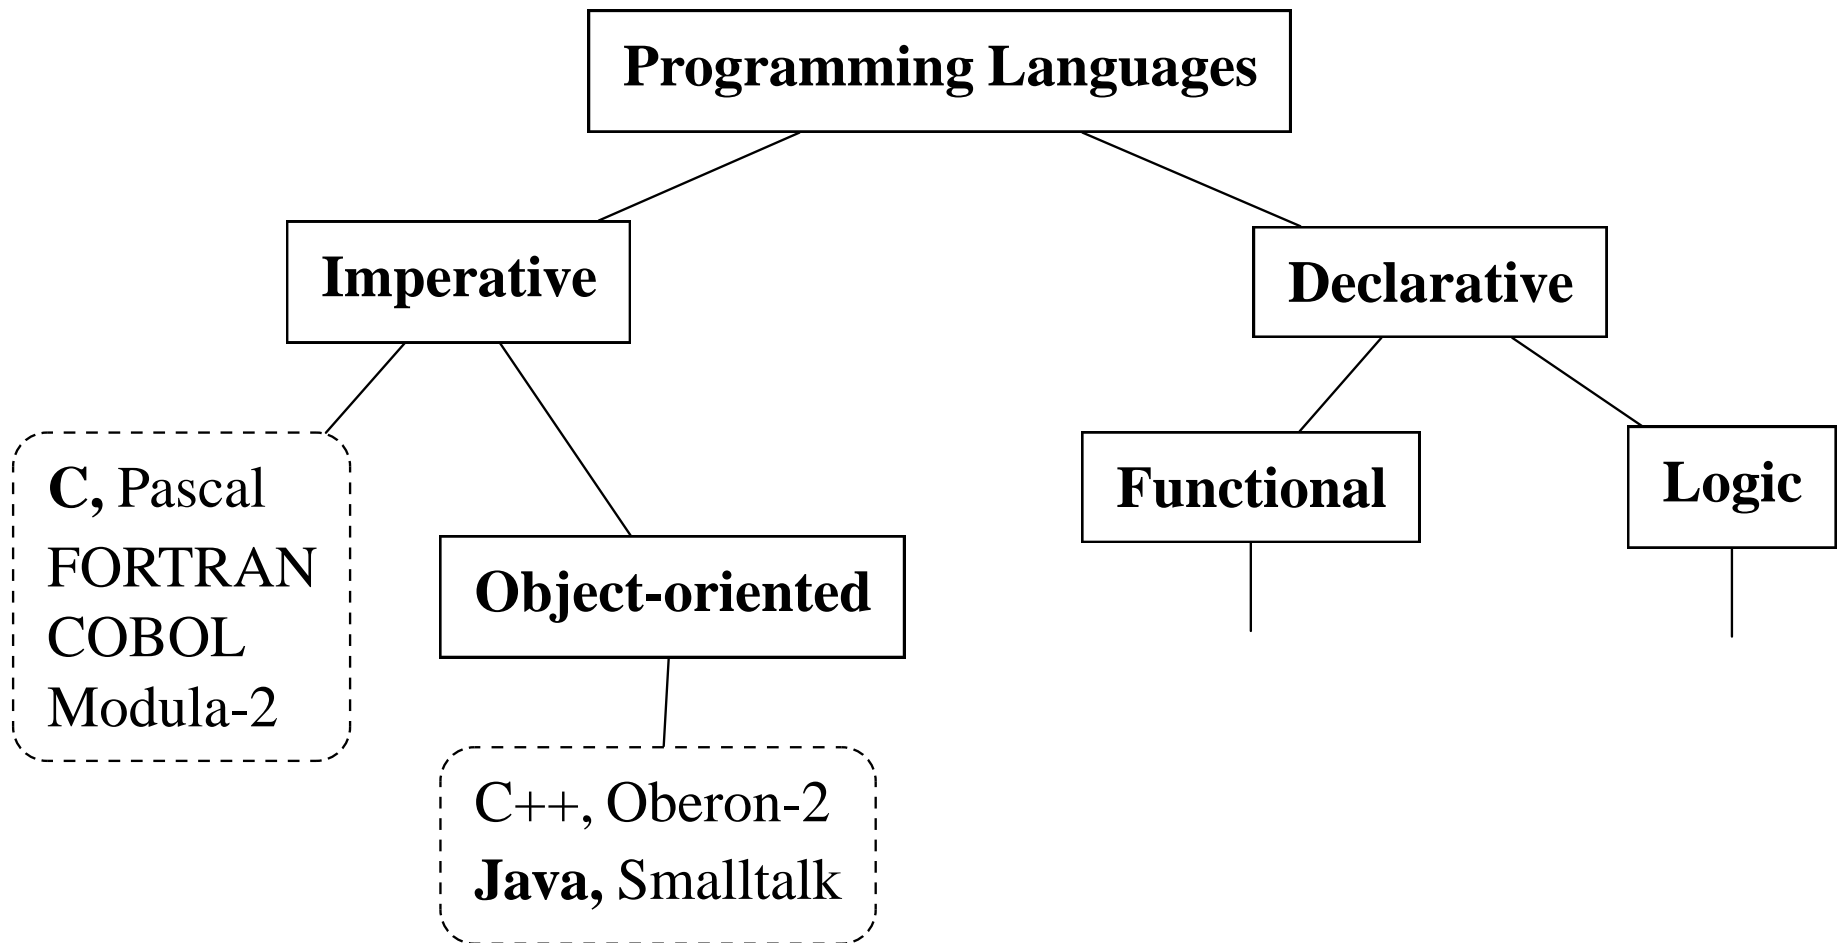 Programming Languages
Imperative
Declarative
C, Pascal
FORTRAN
COBOL
Modula-2
Object-oriented
Functional
Logic
C++, Oberon-2
Java, Smalltalk